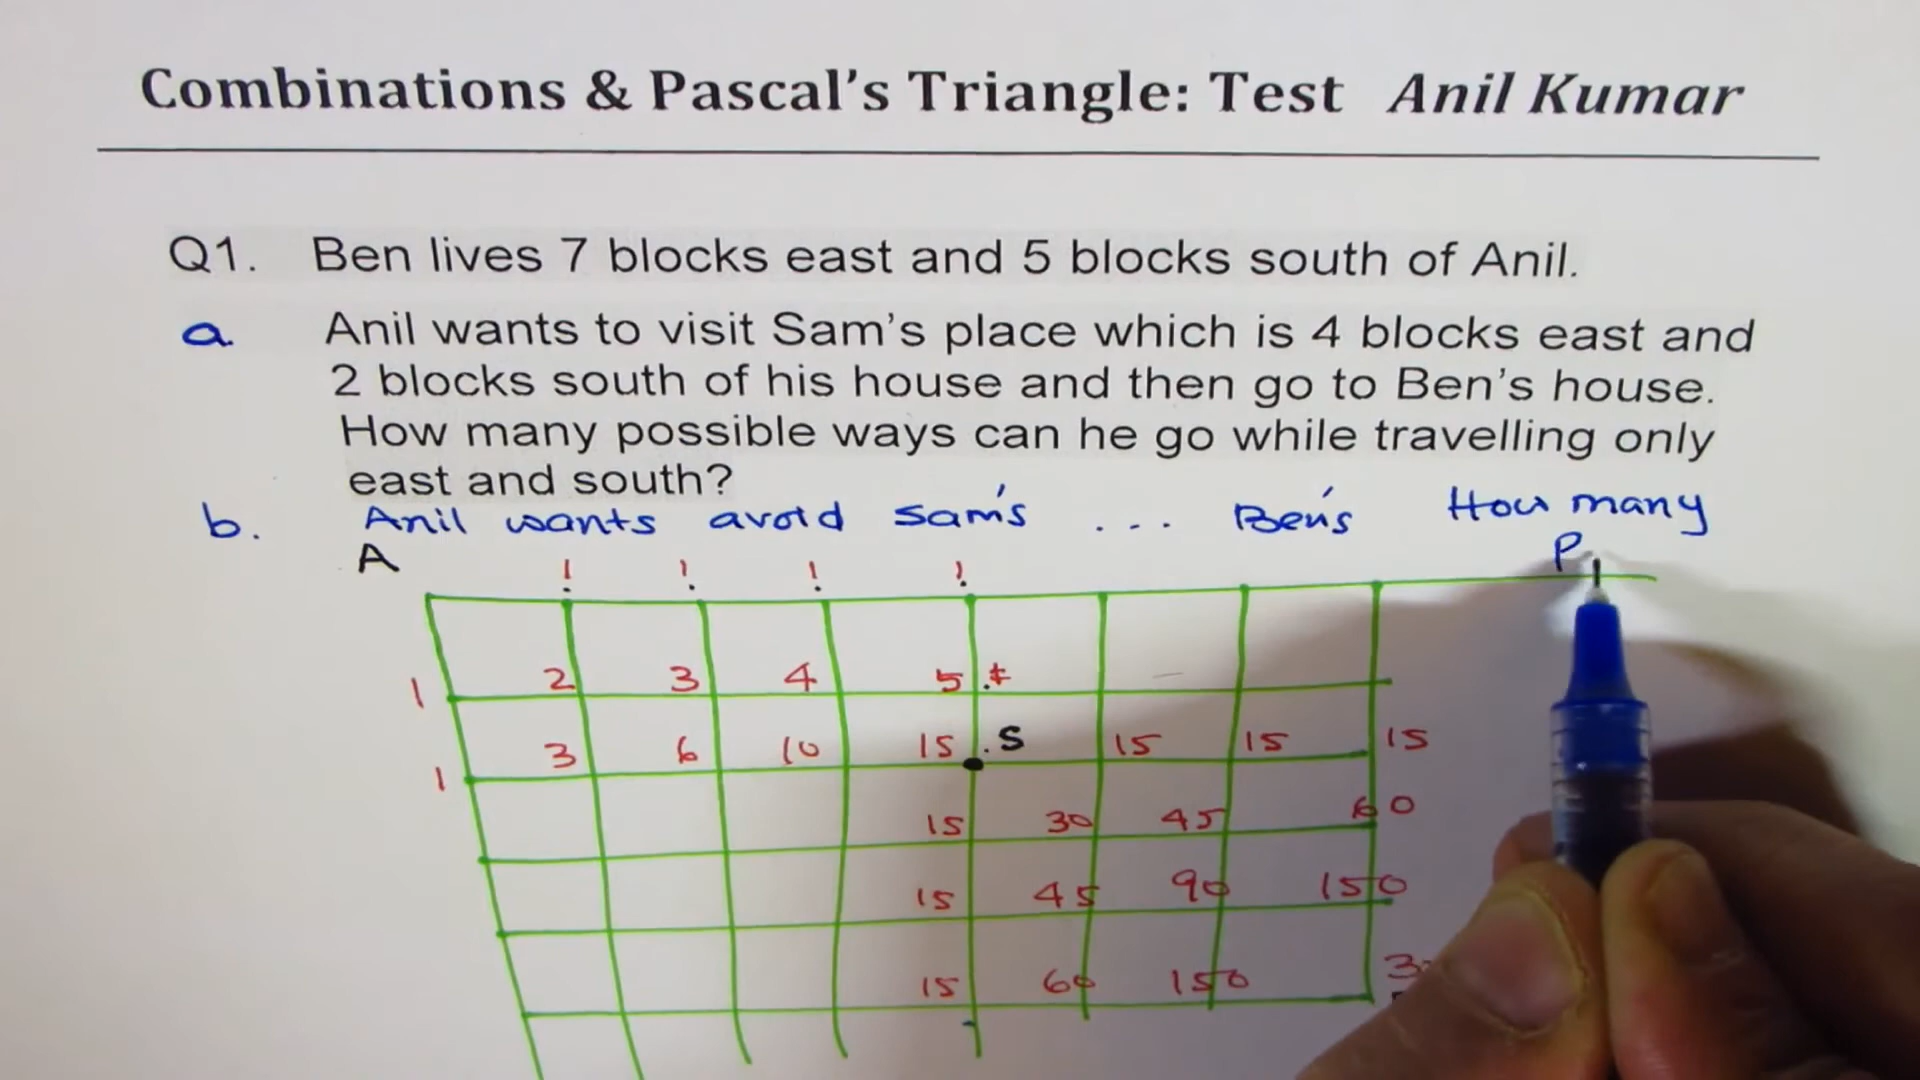 Combinations & Pascal's Triangle: Test Anil Kumar
Q1. Ben lives 7 blocks east and 5 blocks south of Anil.
a. Anil wants to visit Sam's place which is 4 blocks east and
2 blocks south of his house and then go to Ben's house.
How many possible ways can he go while travelling only
east and south?
b. Anil wants avoid Sam's ... Ben's How many
A P
1 1 1 1
1 2 3 4 5
1 3 6 10 15 S 15 15 15
15 30 45 60
15 45 90 150
15 60 150